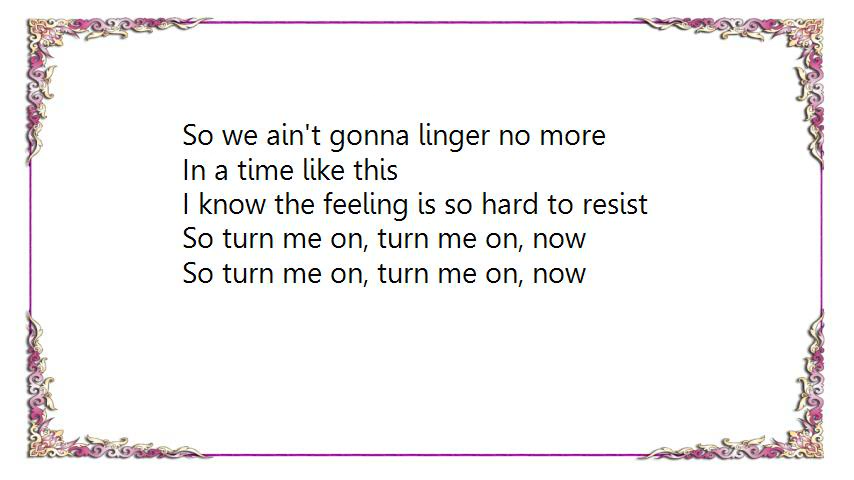 So we ain't gonna linger no more
In a time like this
I know the feeling is so hard to resist
So turn me on, turn me on, now
So turn me on, turn me on, now